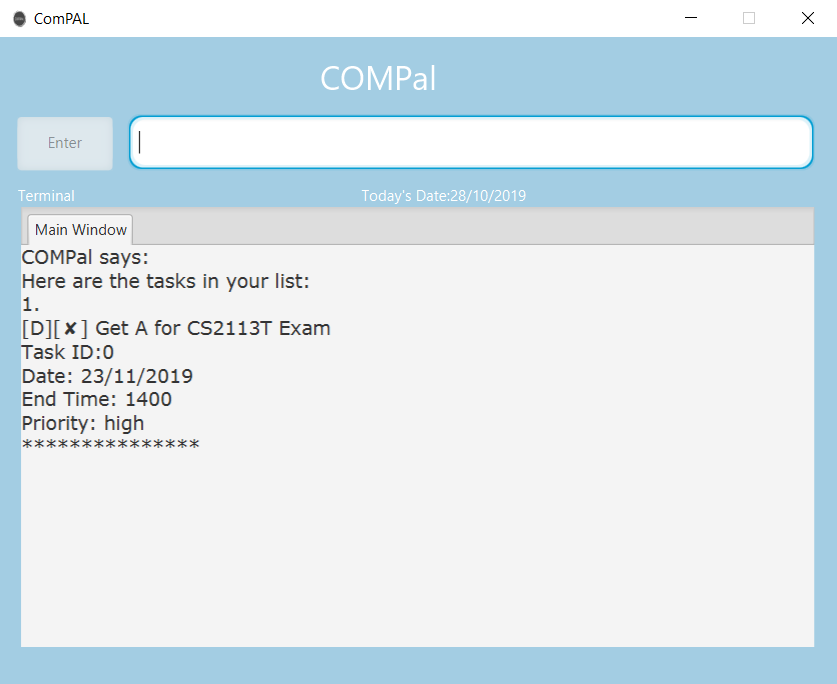 ComPAL
COMPal
Enter
Terminal
Today's Date:28/10/2019
Main Window
COMPal says:
Here are the tasks in your list:
1.
[D][✘] Get A for CS2113T Exam
Task ID:0
Date: 23/11/2019
End Time: 1400
Priority: high
***************